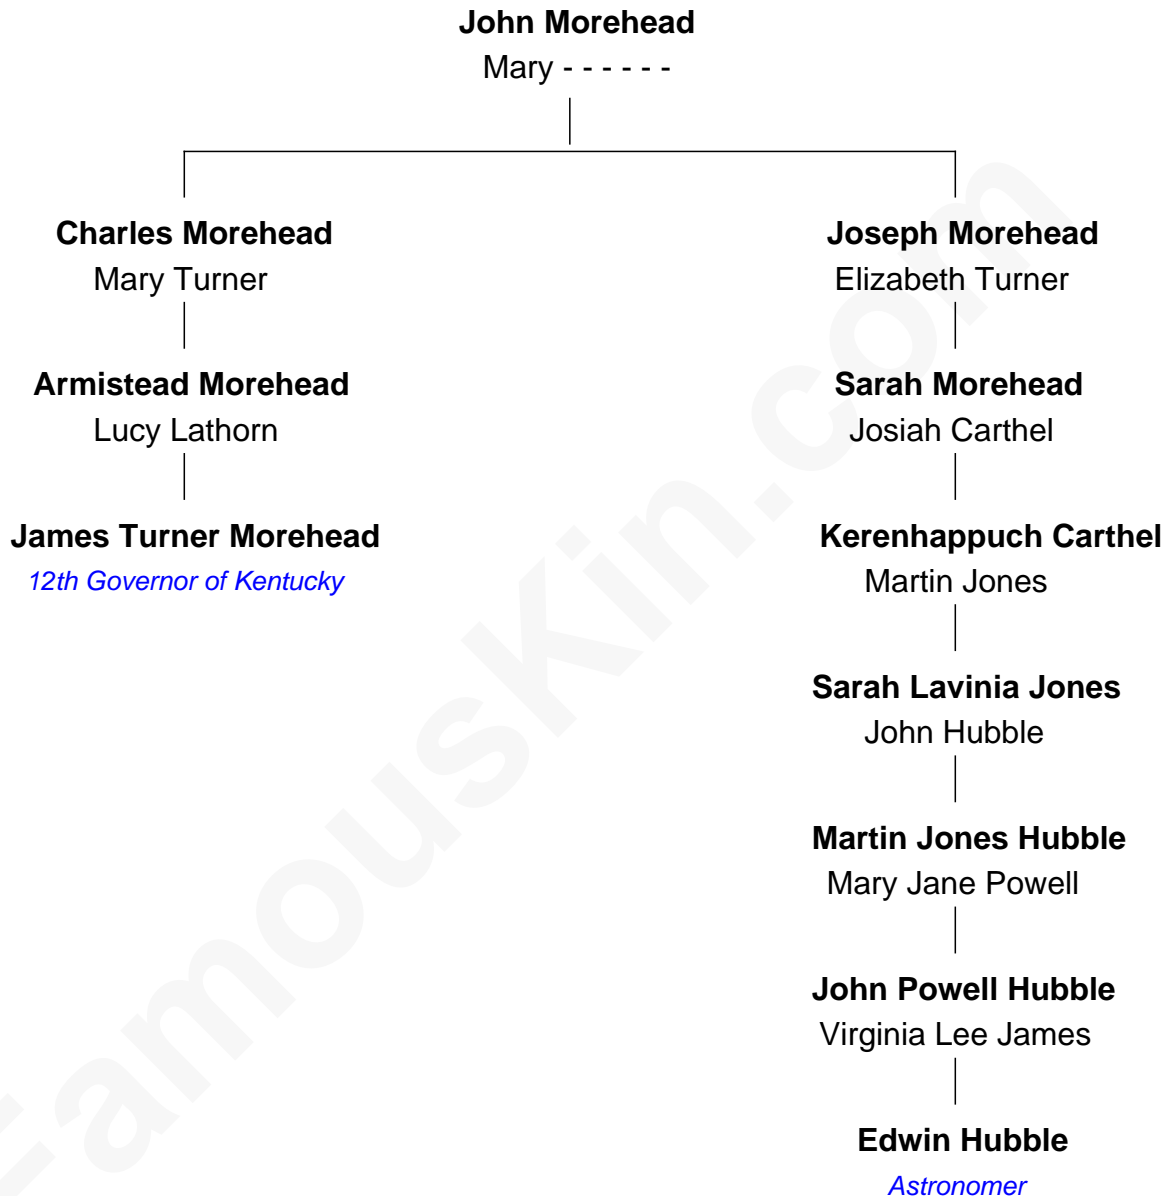 John Morehead
Mary - - - - - -
Charles Morehead
Mary Turner
Armistead Morehead
Lucy Lathorn
James Turner Morehead
12th Governor of Kentucky
Joseph Morehead
Elizabeth Turner
Sarah Morehead
Josiah Carthel
Kerenhappuch Carthel
Martin Jones
Sarah Lavinia Jones
John Hubble
Martin Jones Hubble
Mary Jane Powell
John Powell Hubble
Virginia Lee James
Edwin Hubble
Astronomer
FamousKin.com